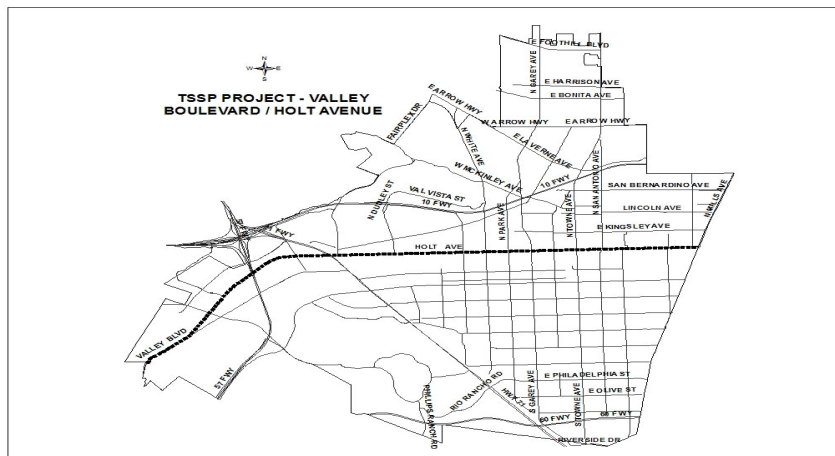 E FOOTHILL BLVD
N GAREY AVE
E HARRISON AVE
E BONITA AVE
N
W E
S
TSSP PROJECT - VALLEY
BOULEVARD / HOLT AVENUE
FAIRPLEX DR
E ARROW HWY
W ARROW HWY
E ARROW HWY
N WHITE AVE
E LA VERNE AVE
W MCKINLEY AVE
10 FWY
N SAN ANTONIO AVE
SAN BERNARDINO AVE
N MILLS AVE
N DUDLEY ST
VAL VISTA ST
10 FWY
N PARK AVE
N TOWNE AVE
LINCOLN AVE
E KINGSLEY AVE
FWY
HOLT AVE
VALLEY BLVD
57 FWY
PHILLIPS RANCH RD
RIO RANCHO RD
HWY 71
S GAREY AVE
E PHILADELPHIA ST
E OLIVE ST
S TOWNE AVE
60 FWY
60 FWY
RIVERSIDE DR